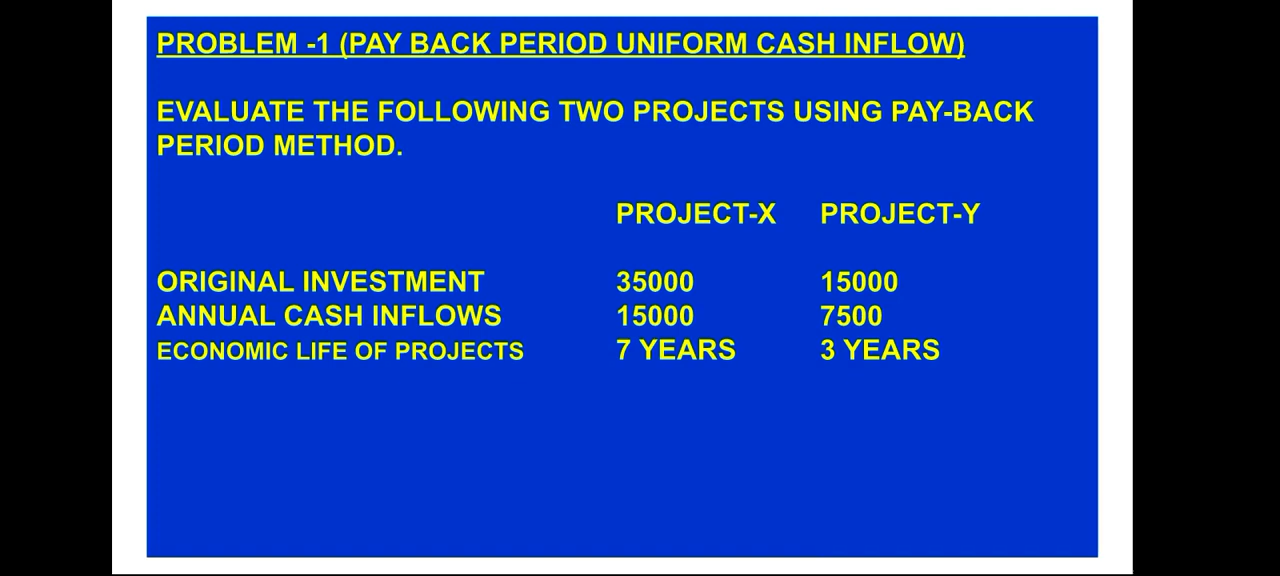 PROBLEM -1 (PAY BACK PERIOD UNIFORM CASH INFLOW)
EVALUATE THE FOLLOWING TWO PROJECTS USING PAY-BACK
PERIOD METHOD.
PROJECT-X PROJECT-Y
ORIGINAL INVESTMENT 35000 15000
ANNUAL CASH INFLOWS 15000 7500
ECONOMIC LIFE OF PROJECTS 7 YEARS 3 YEARS